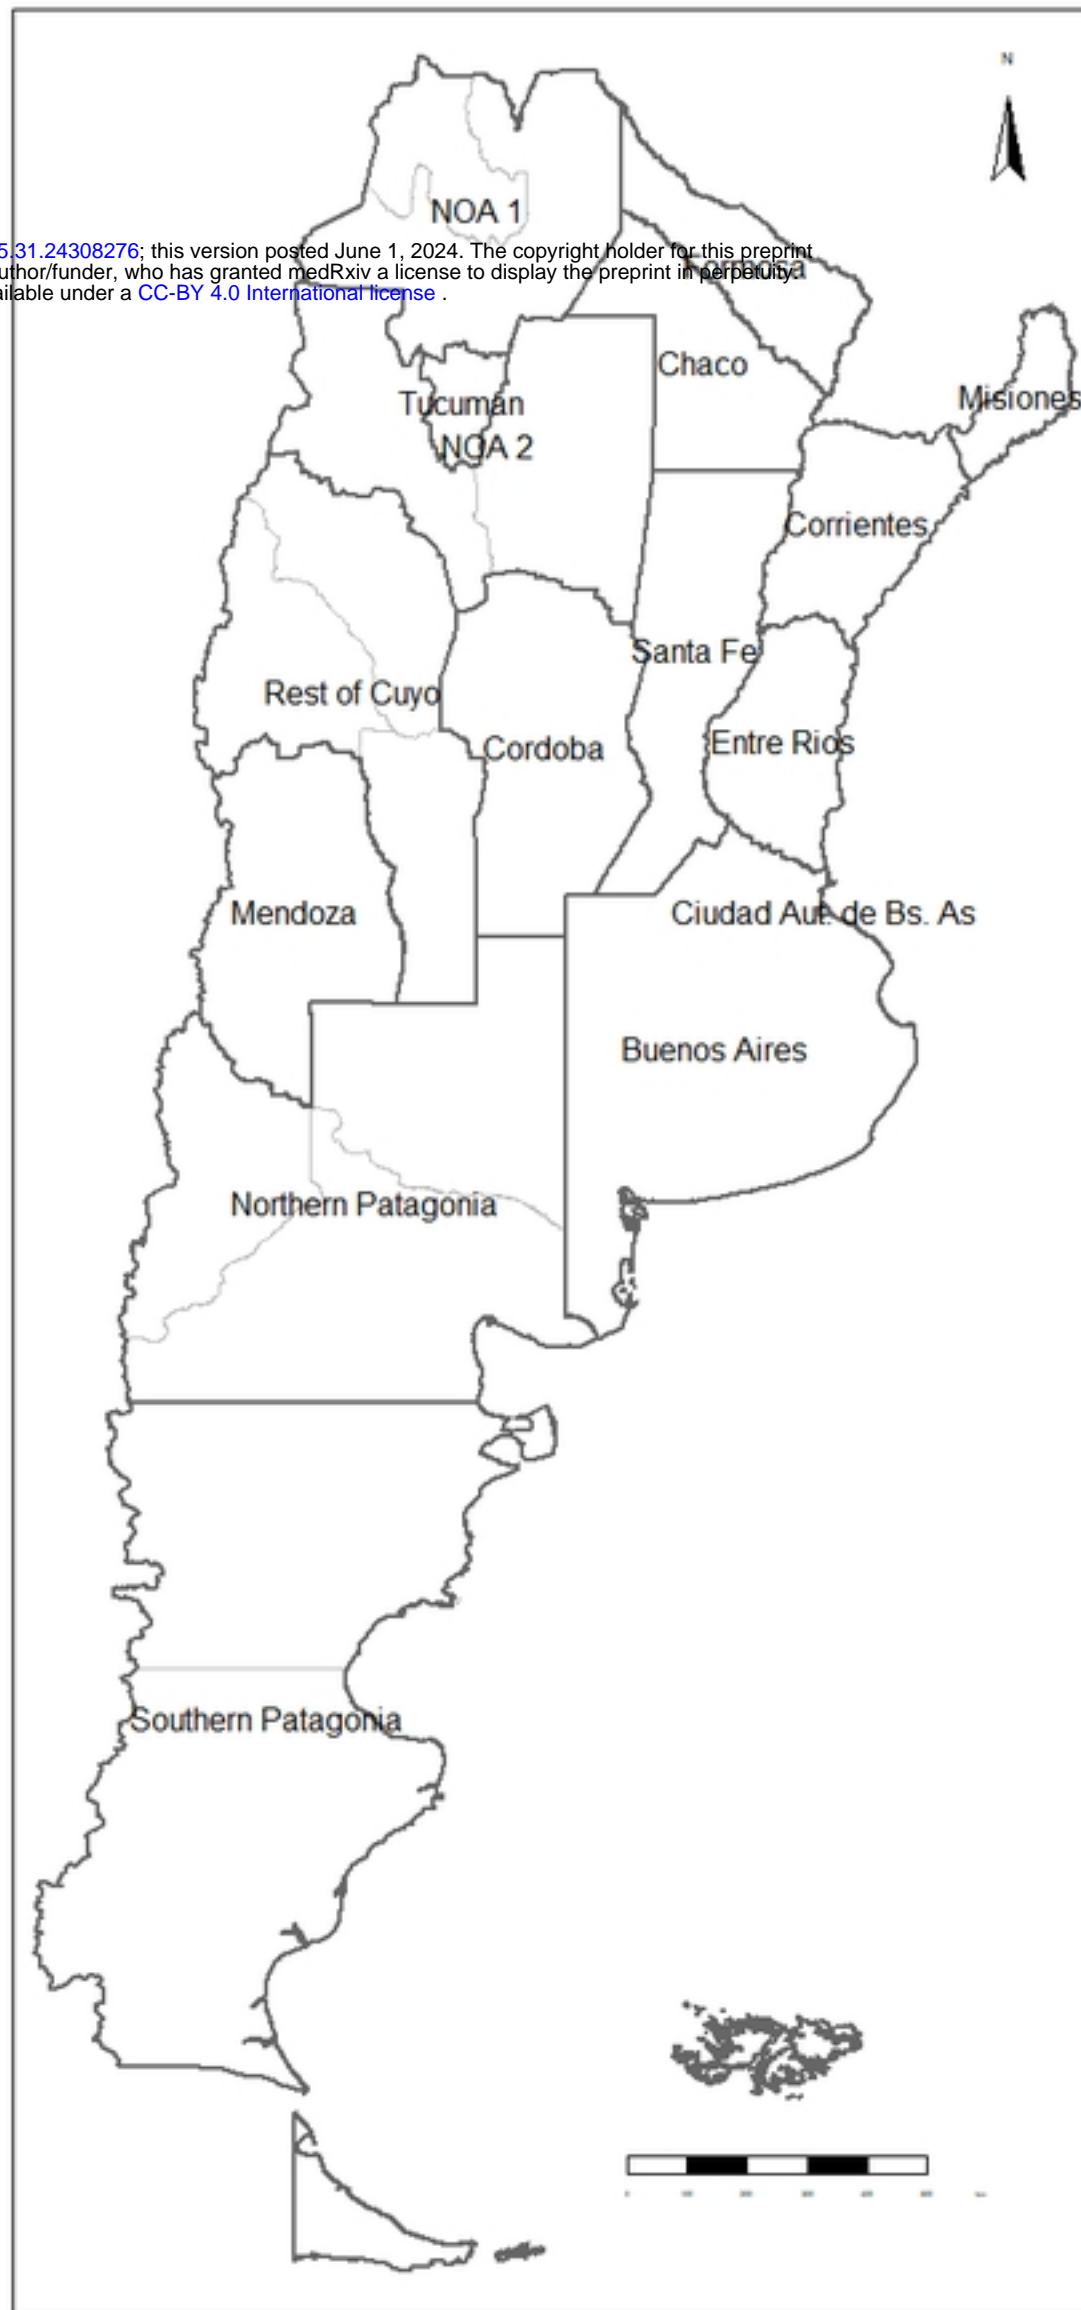 N
NOA 1
5.31.24308276; this version posted June 1, 2024. The copyright holder for this preprint
uthor/funder, who has granted medRxiv a license to display the preprint in perpetuity.
ailable under a CC-BY 4.0 International license .
Formosa
Chaco
Misiones
Tucuman
NOA 2
Corrientes
Santa Fe
Rest of Cuyo
Entre Rios
Cordoba
Mendoza
Ciudad Aut. de Bs. As
Buenos Aires
Northern Patagonia
Southern Patagonia